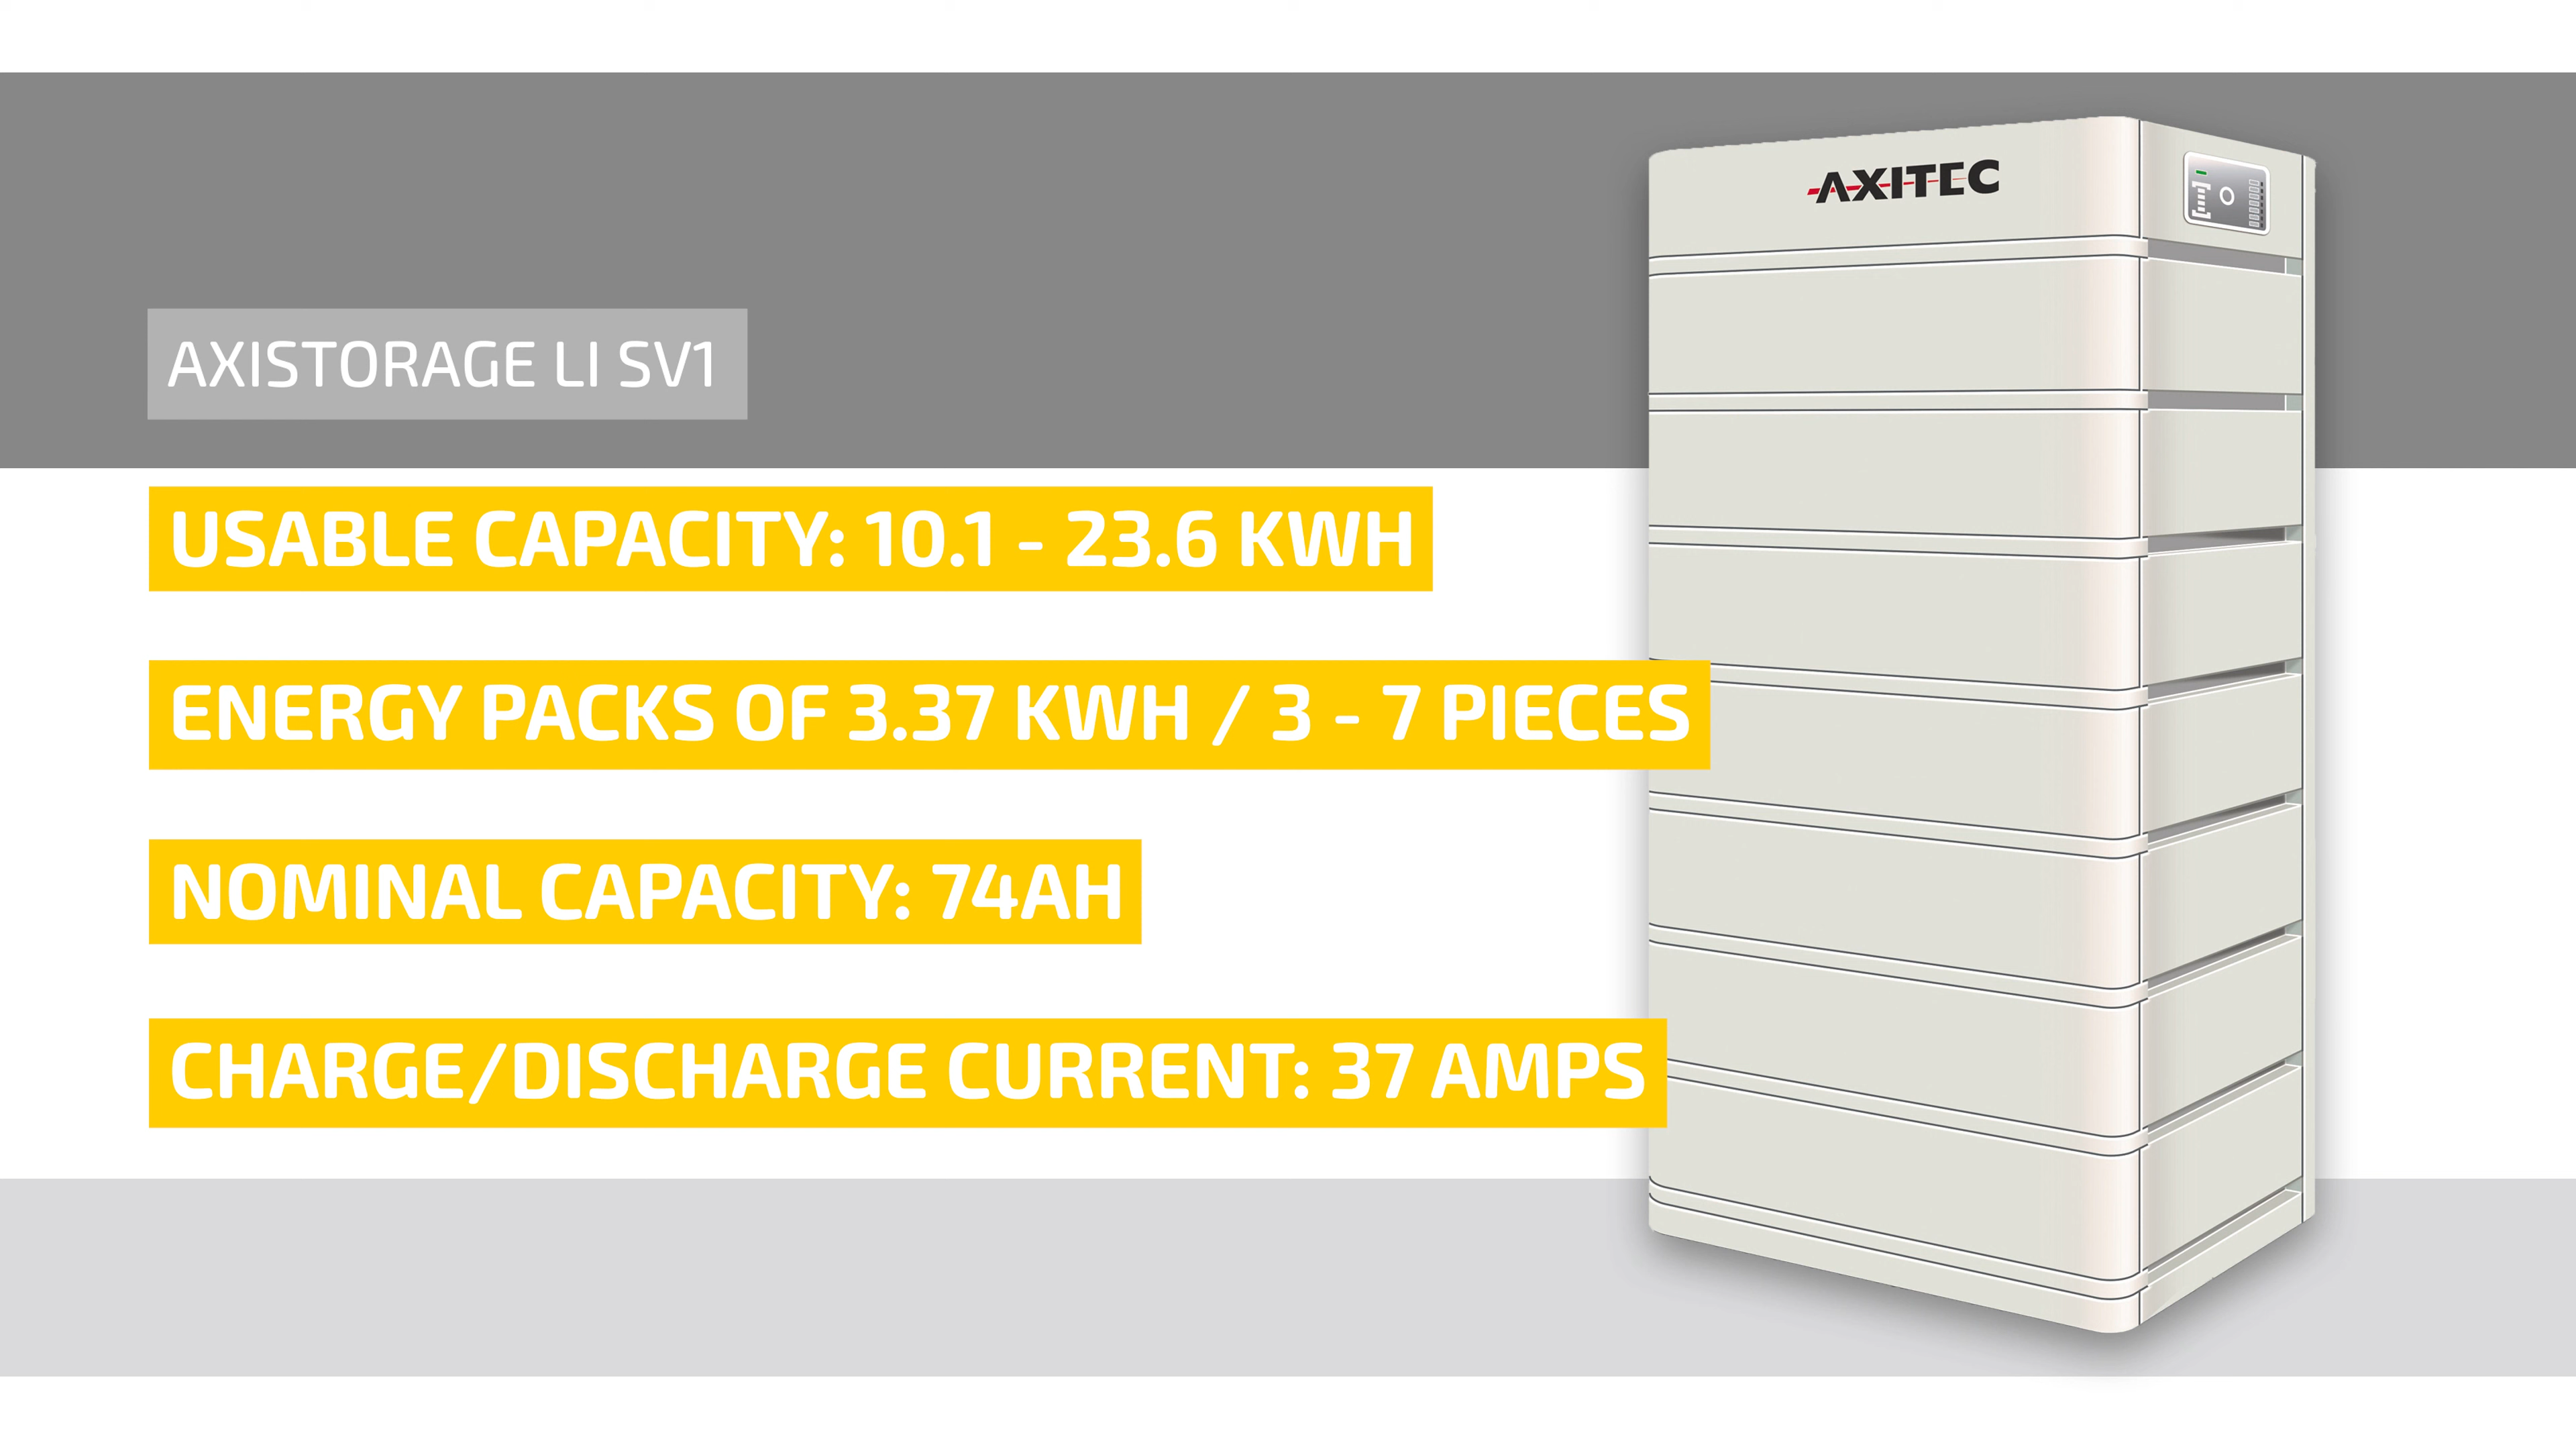 AXITEC
AXISTORAGE LI SV1
USABLE CAPACITY: 10.1 - 23.6 KWH
ENERGY PACKS OF 3.37 KWH / 3 - 7 PIECES
NOMINAL CAPACITY: 74AH
CHARGE/DISCHARGE CURRENT: 37 AMPS